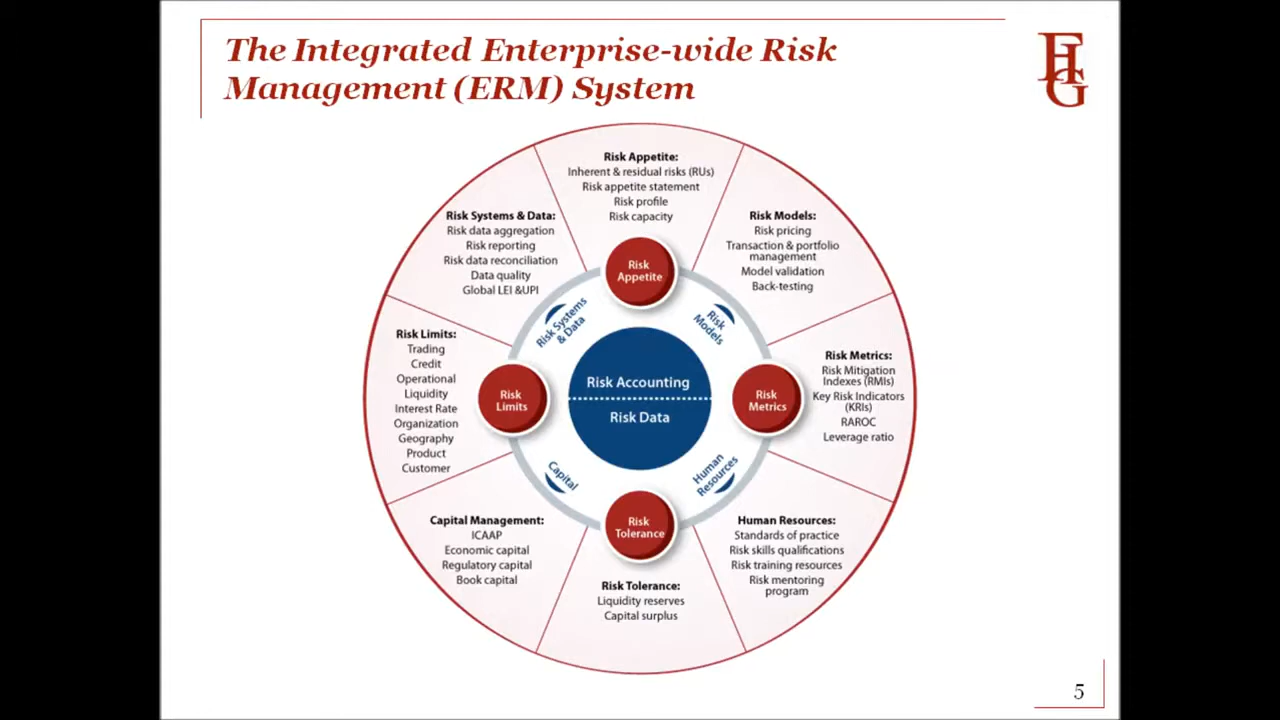 The Integrated Enterprise-wide Risk
Management (ERM) System
FHG
Risk Appetite:
Inherent & residual risks (RUs)
Risk appetite statement
Risk profile
Risk capacity
Risk Systems & Data:
Risk data aggregation
Risk reporting
Risk data reconciliation
Data quality
Global LEI &UPI
Risk Models:
Risk pricing
Transaction & portfolio
management
Model validation
Back-testing
Risk
Appetite
Risk Systems
& Data
Risk
Models
Risk Limits:
Trading
Credit
Operational
Liquidity
Interest Rate
Organization
Geography
Product
Customer
Risk
Limits
Risk Accounting
Risk Data
Risk
Metrics
Risk Metrics:
Risk Mitigation
Indexes (RMIs)
Key Risk Indicators
(KRIs)
RAROC
Leverage ratio
Capital
Human
Resources
Risk
Tolerance
Capital Management:
ICAAP
Economic capital
Regulatory capital
Book capital
Risk Tolerance:
Liquidity reserves
Capital surplus
Human Resources:
Standards of practice
Risk skills qualifications
Risk training resources
Risk mentoring
program
5